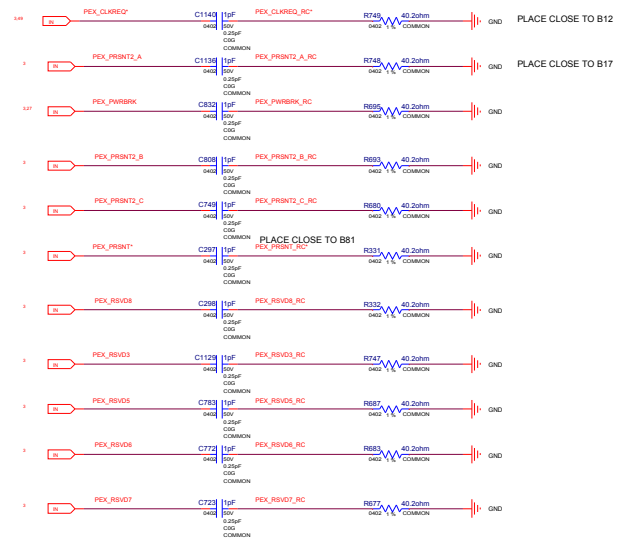 PEX_CLKREQ* C1140 1pF PEX_CLKREQ_RC* R749 40.2ohm PLACE CLOSE TO B12
3,49 IN 0402 50V 0402 1 % COMMON GND
0.25pF
C0G
COMMON
PEX_PRSNT2_A C1136 1pF PEX_PRSNT2_A_RC R748 40.2ohm PLACE CLOSE TO B17
3 IN 0402 50V 0402 1 % COMMON GND
0.25pF
C0G
COMMON
PEX_PWRBRK C832 1pF PEX_PWRBRK_RC R695 40.2ohm
3,27 IN 0402 50V 0402 1 % COMMON GND
0.25pF
C0G
COMMON
PEX_PRSNT2_B C808 1pF PEX_PRSNT2_B_RC R693 40.2ohm
3 IN 0402 50V 0402 1 % COMMON GND
0.25pF
C0G
COMMON
PEX_PRSNT2_C C749 1pF PEX_PRSNT2_C_RC R680 40.2ohm
3 IN 0402 50V 0402 1 % COMMON GND
0.25pF
C0G
COMMON
PLACE CLOSE TO B81
PEX_PRSNT* C297 1pF PEX_PRSNT_RC* R331 40.2ohm
3 IN 0402 50V 0402 1 % COMMON GND
0.25pF
C0G
COMMON
PEX_RSVD8 C298 1pF PEX_RSVD8_RC R332 40.2ohm
3 IN 0402 50V 0402 1 % COMMON GND
0.25pF
C0G
COMMON
PEX_RSVD3 C1129 1pF PEX_RSVD3_RC R747 40.2ohm
3 IN 0402 50V 0402 1 % COMMON GND
0.25pF
C0G
COMMON
PEX_RSVD5 C783 1pF PEX_RSVD5_RC R687 40.2ohm
3 IN 0402 50V 0402 1 % COMMON GND
0.25pF
C0G
COMMON
PEX_RSVD6 C772 1pF PEX_RSVD6_RC R683 40.2ohm
3 IN 0402 50V 0402 1 % COMMON GND
0.25pF
C0G
COMMON
PEX_RSVD7 C723 1pF PEX_RSVD7_RC R677 40.2ohm
3 IN 0402 50V 0402 1 % COMMON GND
0.25pF
C0G
COMMON